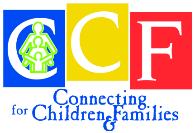 CCF
Connecting
for Children & Families